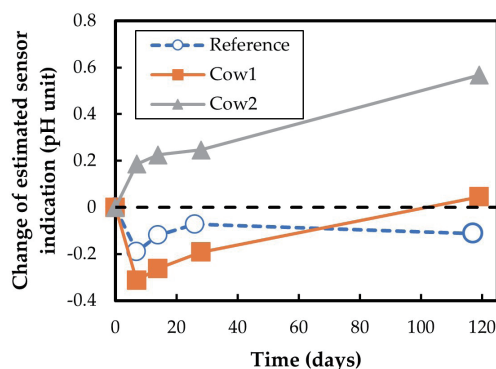 Change of estimated sensor
indication (pH unit)
0.8
0.6
0.4
0.2
0
-0.2
-0.4
Reference
Cow1
Cow2
0 20 40 60 80 100 120
Time (days)